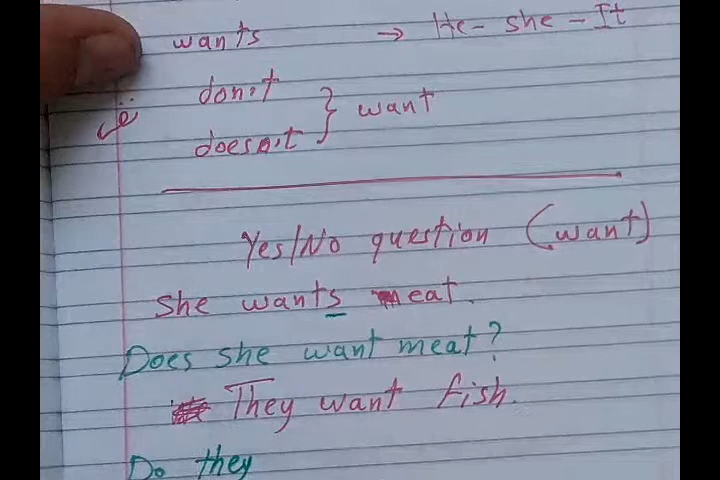 wants → He - she - It
don't
doesn't } want
Yes/No question (want)
She wants meat.
Does she want meat?
They want fish.
Do they